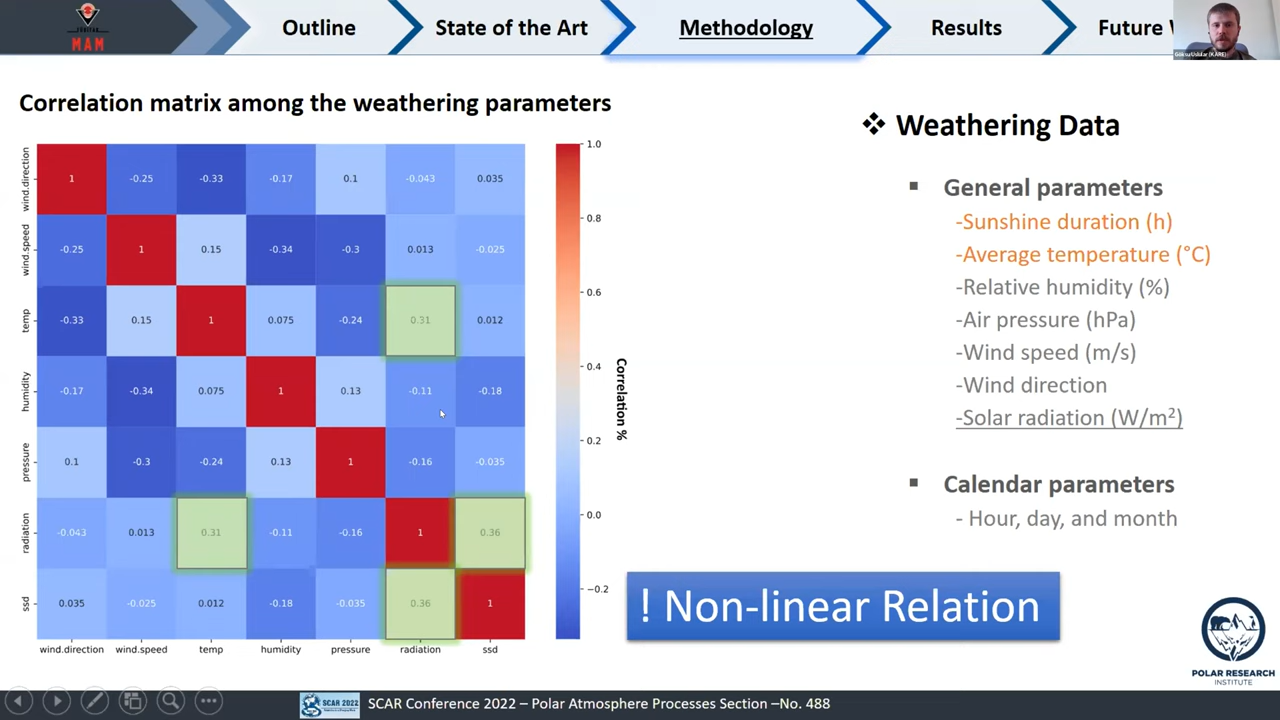 MAM
Outline
State of the Art
Methodology
Results
Future
Correlation matrix among the weathering parameters
wind.direction
1 -0.25 -0.33 -0.17 0.1 -0.043 0.035
wind.speed
-0.25 1 0.15 -0.34 -0.3 0.013 -0.025
temp
-0.33 0.15 1 0.075 -0.24 0.31 0.012
humidity
-0.17 -0.34 0.075 1 0.13 -0.11 -0.18
pressure
0.1 -0.3 -0.24 0.13 1 -0.16 -0.035
radiation
-0.043 0.013 0.31 -0.11 -0.16 1 0.36
ssd
0.035 -0.025 0.012 -0.18 -0.035 0.36 1
wind.direction wind.speed temp humidity pressure radiation ssd
1.0
0.8
0.6
0.4
0.2
0.0
−0.2
Correlation %
❖ Weathering Data
▪ General parameters
-Sunshine duration (h)
-Average temperature (°C)
-Relative humidity (%)
-Air pressure (hPa)
-Wind speed (m/s)
-Wind direction
-Solar radiation (W/m²)
▪ Calendar parameters
- Hour, day, and month
! Non-linear Relation
POLAR RESEARCH
INSTITUTE
SCAR 2022
SCAR Conference 2022 – Polar Atmosphere Processes Section –No. 488